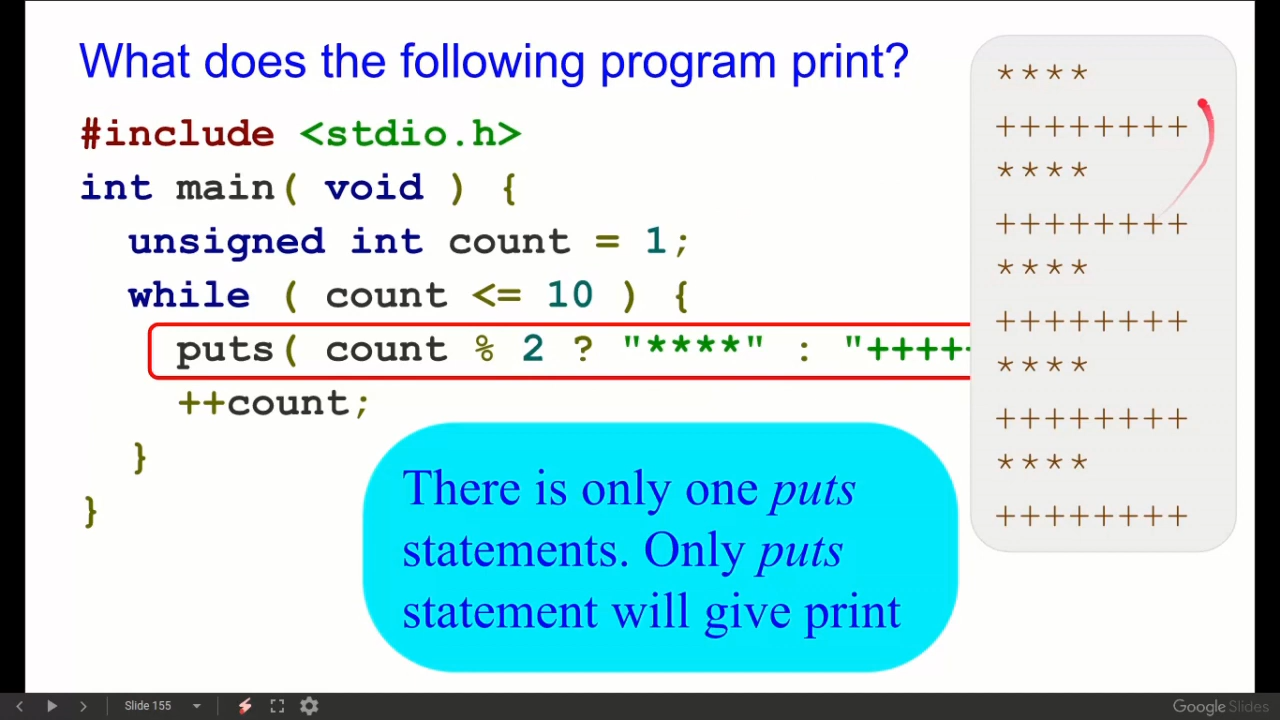 What does the following program print?
#include <stdio.h>
int main( void ) {
unsigned int count = 1;
while ( count <= 10 ) {
puts( count % 2 ? "****" : "++++
++count;
}
}
There is only one puts
statements. Only puts
statement will give print
****
++++++++
****
++++++++
****
++++++++
****
++++++++
****
++++++++
Slide 155
Google Slides